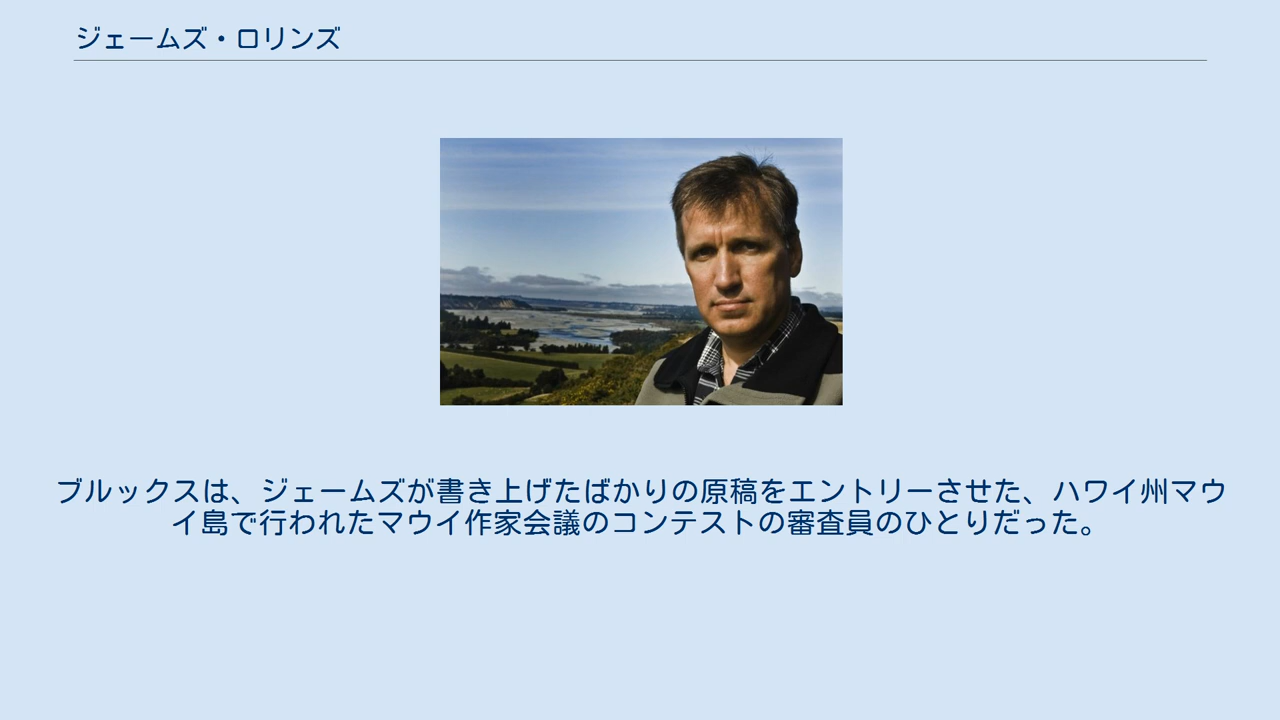 ジェームズ・ロリンズ
ブルックスは、ジェームズが書き上げたばかりの原稿をエントリーさせた、ハワイ州マウ
イ島で行われたマウイ作家会議のコンテストの審査員のひとりだった。